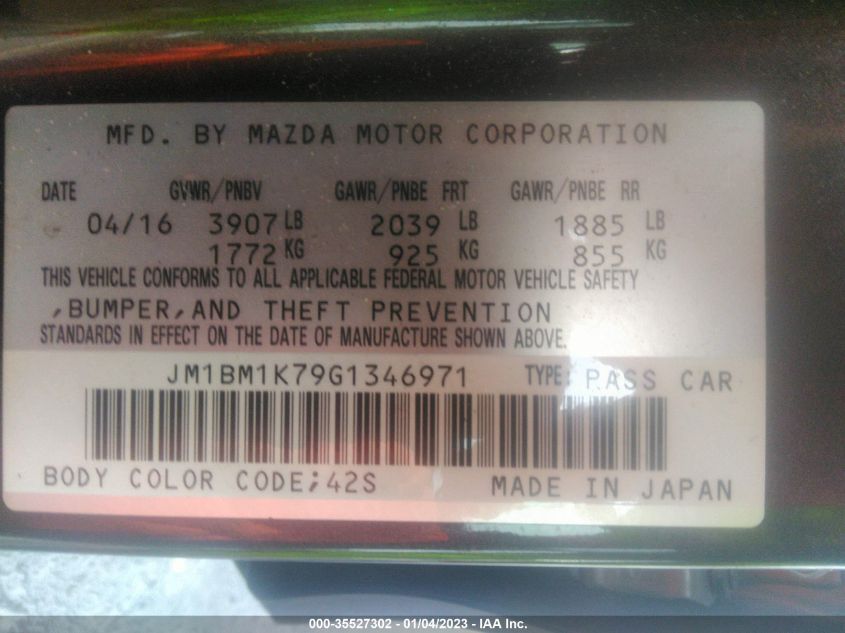 MFD. BY MAZDA MOTOR CORPORATION
DATE GVWR/PNBV GAWR/PNBE FRT GAWR/PNBE RR
04/16 3907 LB 2039 LB 1885 LB
1772 KG 925 KG 855 KG
THIS VEHICLE CONFORMS TO ALL APPLICABLE FEDERAL MOTOR VEHICLE SAFETY
,BUMPER,AND THEFT PREVENTION
STANDARDS IN EFFECT ON THE DATE OF MANUFACTURE SHOWN ABOVE.
JM1BM1K79G1346971 TYPE: PASS CAR
BODY COLOR CODE;42S MADE IN JAPAN
000-35527302 - 01/04/2023 - © IAA Inc.